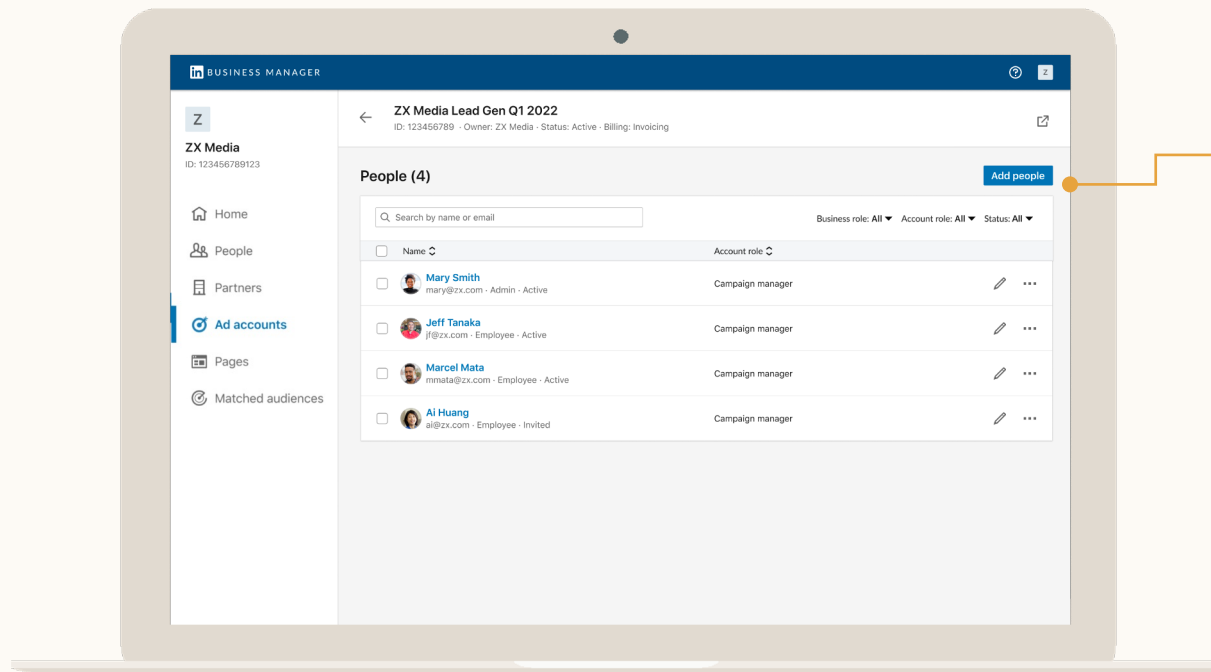 in BUSINESS MANAGER
Z
Z
ZX Media
ID: 123456789123
Home
People
Partners
Ad accounts
Pages
Matched audiences
ZX Media Lead Gen Q1 2022
ID: 123456789 · Owner: ZX Media · Status: Active · Billing: Invoicing
People (4)
Add people
Search by name or email
Business role: All Account role: All Status: All
Name Account role
Mary Smith
mary@zx.com · Admin · Active
Campaign manager
Jeff Tanaka
jf@zx.com · Employee · Active
Campaign manager
Marcel Mata
mmata@zx.com · Employee · Active
Campaign manager
Ai Huang
ai@zx.com · Employee · Invited
Campaign manager